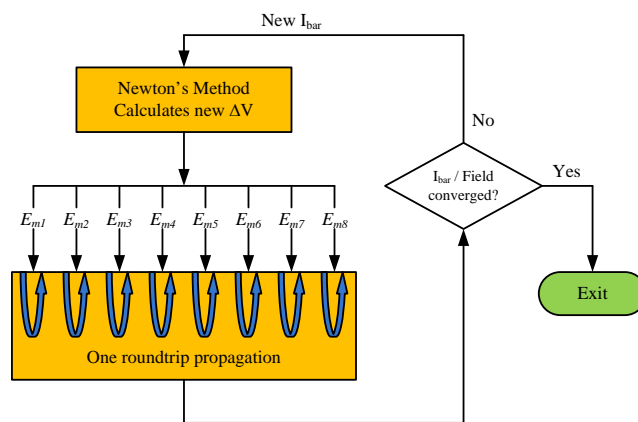 New I_bar
Newton's Method
Calculates new ΔV
No
I_bar / Field
converged?
Yes
E_m1 E_m2 E_m3 E_m4 E_m5 E_m6 E_m7 E_m8
Exit
One roundtrip propagation